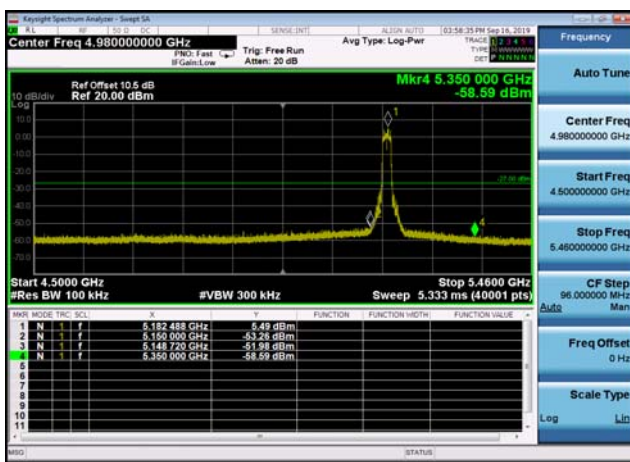 Keysight Spectrum Analyzer - Swept SA
RL RF 50 Ω DC SENSE:INT ALIGN AUTO 03:58:35 PM Sep 16, 2019
Center Freq 4.980000000 GHz
PNO: Fast
IFGain:Low
Trig: Free Run
Atten: 20 dB
Avg Type: Log-Pwr
TRACE 1 2 3 4 5 6
TYPE
DET P N N N N N
Ref Offset 10.5 dB
Ref 20.00 dBm
10 dB/div
Log
Mkr4 5.350 000 GHz
-58.59 dBm
10.0
0.00
-10.0
-20.0
-30.0
-40.0
-50.0
-60.0
-70.0
1
4
-27.00 dBm
Start 4.5000 GHz
Stop 5.4600 GHz
#Res BW 100 kHz
#VBW 300 kHz
Sweep 5.333 ms (40001 pts)
MKR MODE TRC SCL X Y FUNCTION FUNCTION WIDTH FUNCTION VALUE
1 N 1 f 5.182 488 GHz 5.49 dBm
2 N 1 f 5.150 000 GHz -53.26 dBm
3 N 1 f 5.148 720 GHz -51.98 dBm
4 N 1 f 5.350 000 GHz -58.59 dBm
5
6
7
8
9
10
11
MSG
STATUS
Frequency
Auto Tune
Center Freq
4.980000000 GHz
Start Freq
4.500000000 GHz
Stop Freq
5.460000000 GHz
CF Step
96.000000 MHz
Auto Man
Freq Offset
0 Hz
Scale Type
Log Lin